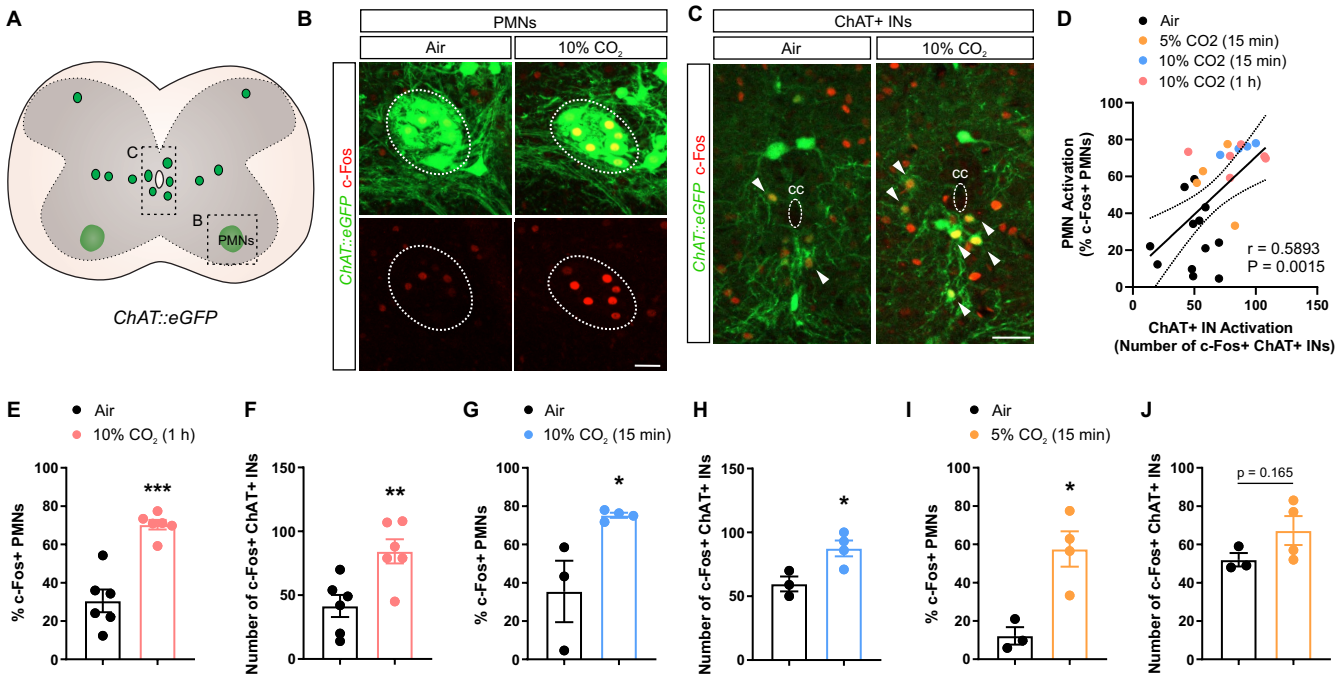 A
C
B
PMNs
ChAT::eGFP
B
PMNs
Air
10% CO₂
ChAT::eGFP c-Fos
C
ChAT+ INs
Air
10% CO₂
ChAT::eGFP c-Fos
cc
cc
D
Air
5% CO2 (15 min)
10% CO2 (15 min)
10% CO2 (1 h)
PMN Activation
(% c-Fos+ PMNs)
100
80
60
40
20
0
r = 0.5893
P = 0.0015
0 50 100 150
ChAT+ IN Activation
(Number of c-Fos+ ChAT+ INs)
E
Air
10% CO₂ (1 h)
% c-Fos+ PMNs
100
80
60
40
20
0
***
F
Number of c-Fos+ ChAT+ INs
150
100
50
0
**
G
Air
10% CO₂ (15 min)
% c-Fos+ PMNs
100
80
60
40
20
0
*
H
Number of c-Fos+ ChAT+ INs
150
100
50
0
*
I
Air
5% CO₂ (15 min)
% c-Fos+ PMNs
100
80
60
40
20
0
*
J
Number of c-Fos+ ChAT+ INs
100
80
60
40
20
0
p = 0.165